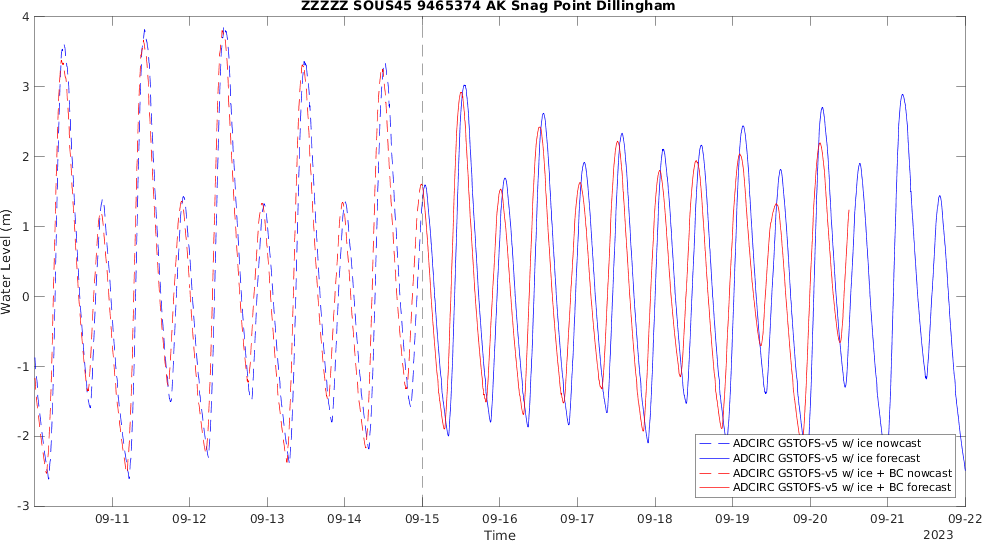 ZZZZZ SOUS45 9465374 AK Snag Point Dillingham
4
3
2
1
0
-1
-2
-3
Water Level (m)
ADCIRC GSTOFS-v5 w/ ice nowcast
ADCIRC GSTOFS-v5 w/ ice forecast
ADCIRC GSTOFS-v5 w/ ice + BC nowcast
ADCIRC GSTOFS-v5 w/ ice + BC forecast
09-11 09-12 09-13 09-14 09-15 09-16 09-17 09-18 09-19 09-20 09-21 09-22
Time
2023